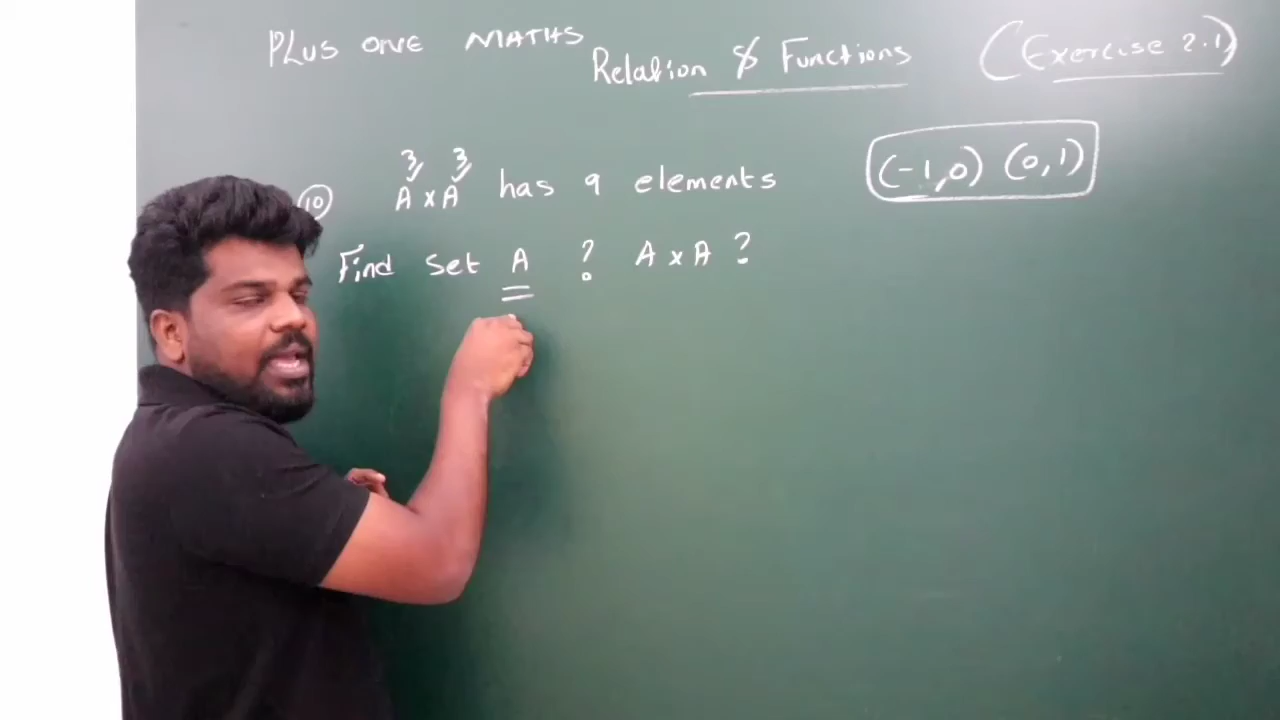 PLUS ONE MATHS
Relation & Functions
(Exercise 2.1)
3 3
10 A x A has 9 elements
(-1,0) (0,1)
Find Set A ? A x A ?